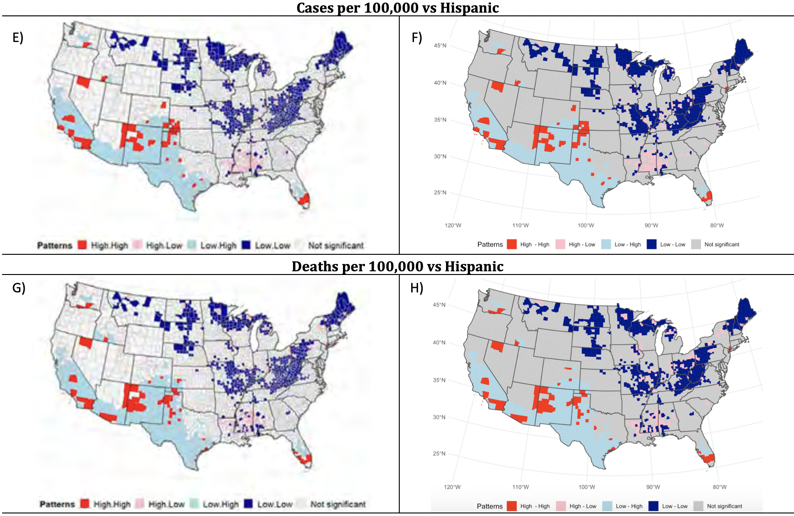 Cases per 100,000 vs Hispanic
E)
F)
45°N
40°N
35°N
30°N
25°N
120°W
110°W
100°W
90°W
80°W
Patterns High.High High.Low Low.High Low.Low Not significant
Patterns High - High High - Low Low - High Low - Low Not significant
Deaths per 100,000 vs Hispanic
G)
H)
45°N
40°N
35°N
30°N
25°N
120°W
110°W
100°W
90°W
80°W
Patterns High.High High.Low Low.High Low.Low Not significant
Patterns High - High High - Low Low - High Low - Low Not significant